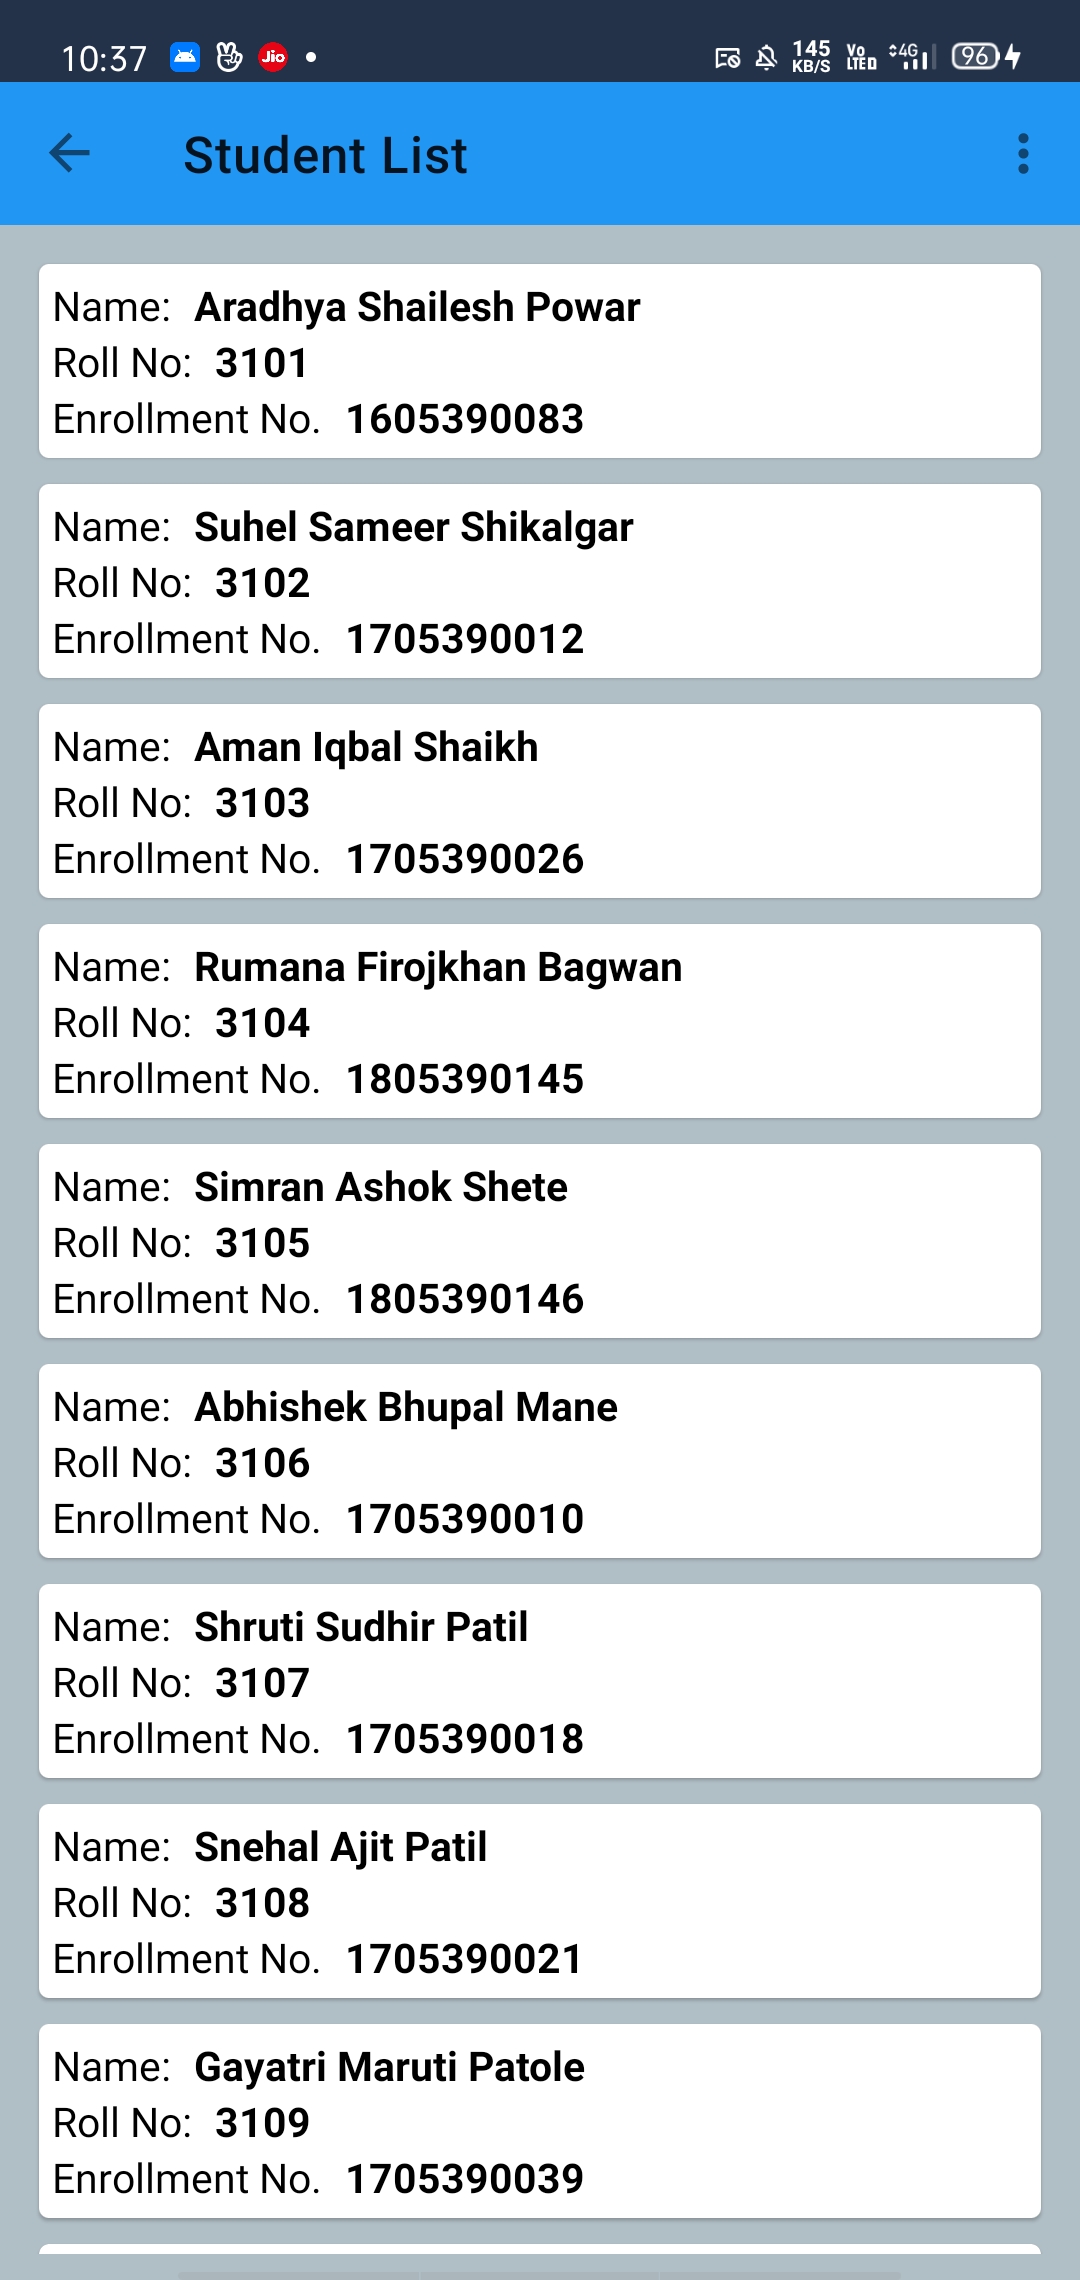 10:37 Jio 145 KB/S Vo LTE D 4G 96
Student List
Name: Aradhya Shailesh Powar
Roll No: 3101
Enrollment No. 1605390083
Name: Suhel Sameer Shikalgar
Roll No: 3102
Enrollment No. 1705390012
Name: Aman Iqbal Shaikh
Roll No: 3103
Enrollment No. 1705390026
Name: Rumana Firojkhan Bagwan
Roll No: 3104
Enrollment No. 1805390145
Name: Simran Ashok Shete
Roll No: 3105
Enrollment No. 1805390146
Name: Abhishek Bhupal Mane
Roll No: 3106
Enrollment No. 1705390010
Name: Shruti Sudhir Patil
Roll No: 3107
Enrollment No. 1705390018
Name: Snehal Ajit Patil
Roll No: 3108
Enrollment No. 1705390021
Name: Gayatri Maruti Patole
Roll No: 3109
Enrollment No. 1705390039